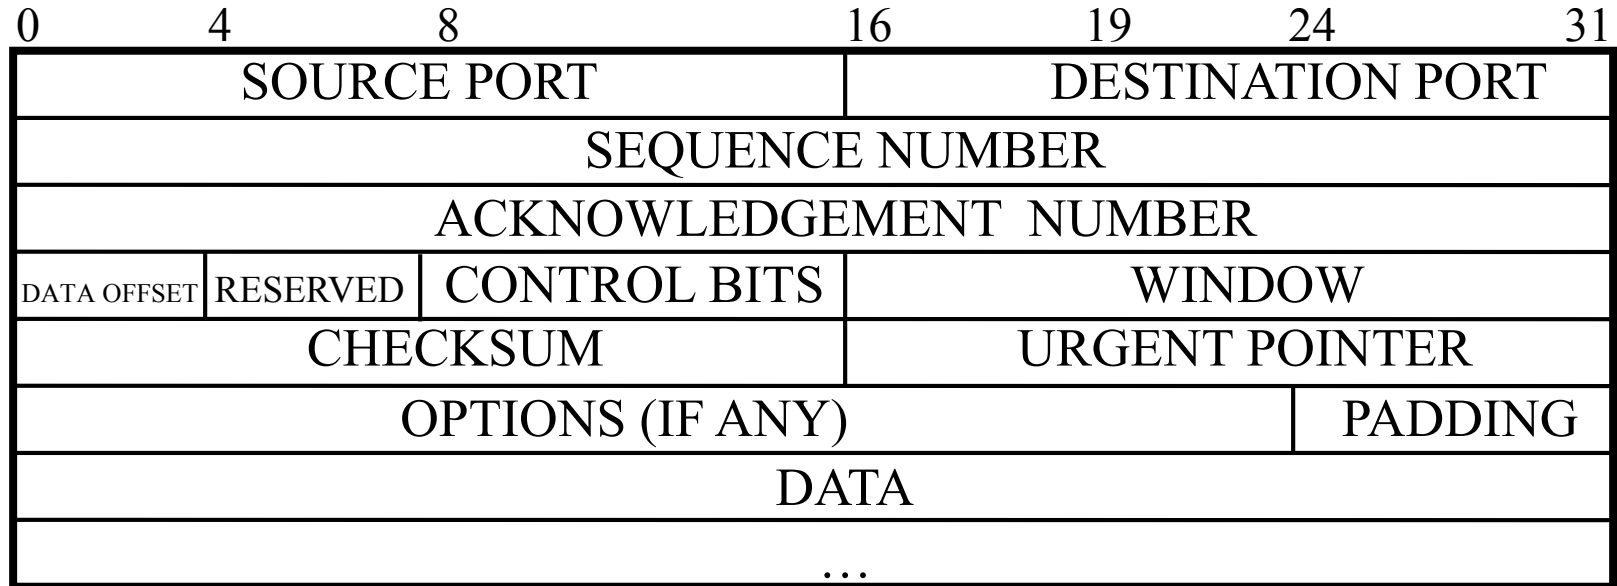 0 4 8 16 19 24 31
SOURCE PORT DESTINATION PORT
SEQUENCE NUMBER
ACKNOWLEDGEMENT NUMBER
DATA OFFSET RESERVED CONTROL BITS WINDOW
CHECKSUM URGENT POINTER
OPTIONS (IF ANY) PADDING
DATA
...